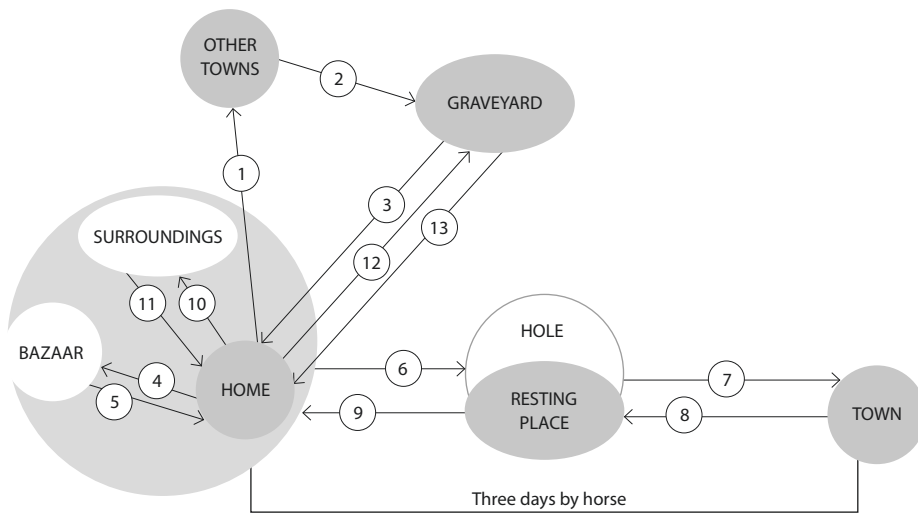 OTHER
TOWNS
2
GRAVEYARD
1
3
13
12
SURROUNDINGS
11
10
HOLE
BAZAAR
4
5
HOME
6
7
RESTING
PLACE
9
8
TOWN
Three days by horse